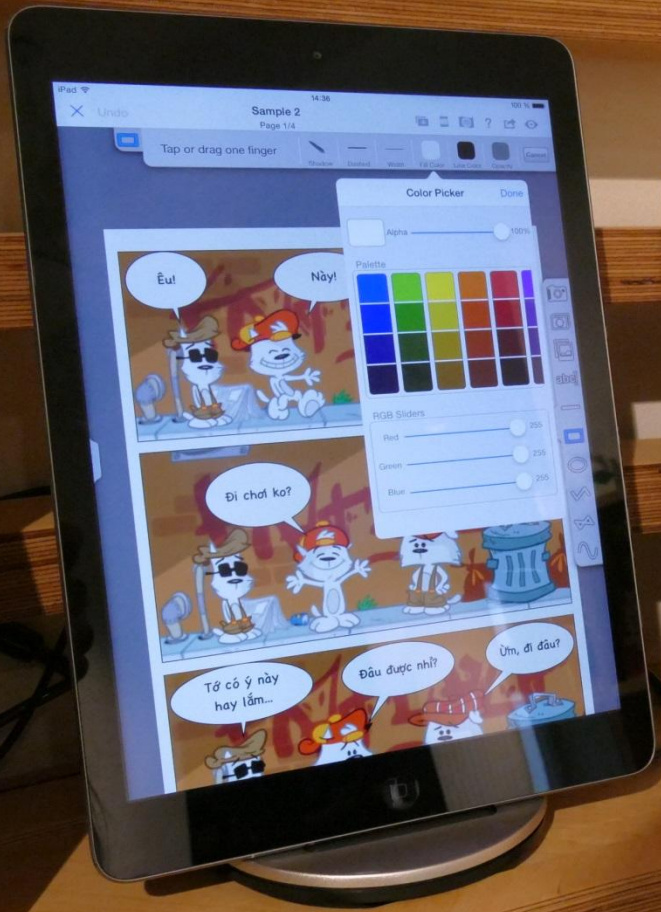 iPad
14:36
100 %
Undo
Sample 2
Page 1/4
?
Tap or drag one finger
Shadow
Dashed
Width
Fill Color
Line Color
Opacity
Cancel
Color Picker
Done
Alpha
100%
Palette
RGB Sliders
Red
255
Green
255
Blue
255
Êu!
Này!
Đi chơi ko?
Tớ có ý này
hay lắm...
Đâu được nhỉ?
Ừn, đi đâu?